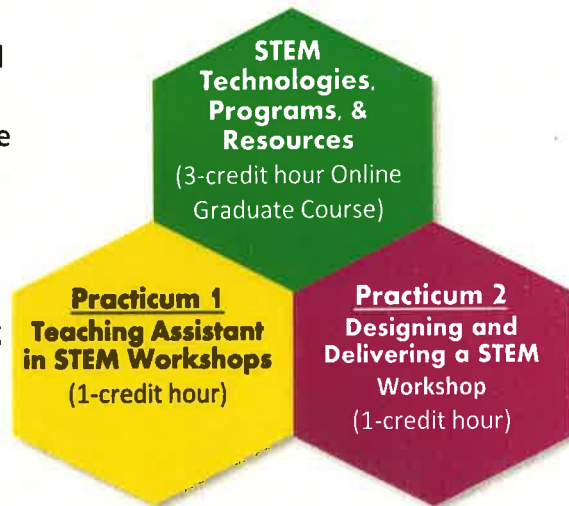 STEM
Technologies,
Programs, &
Resources
(3-credit hour Online
Graduate Course)
Practicum 1
Teaching Assistant
in STEM Workshops
(1-credit hour)
Practicum 2
Designing and
Delivering a STEM
Workshop
(1-credit hour)